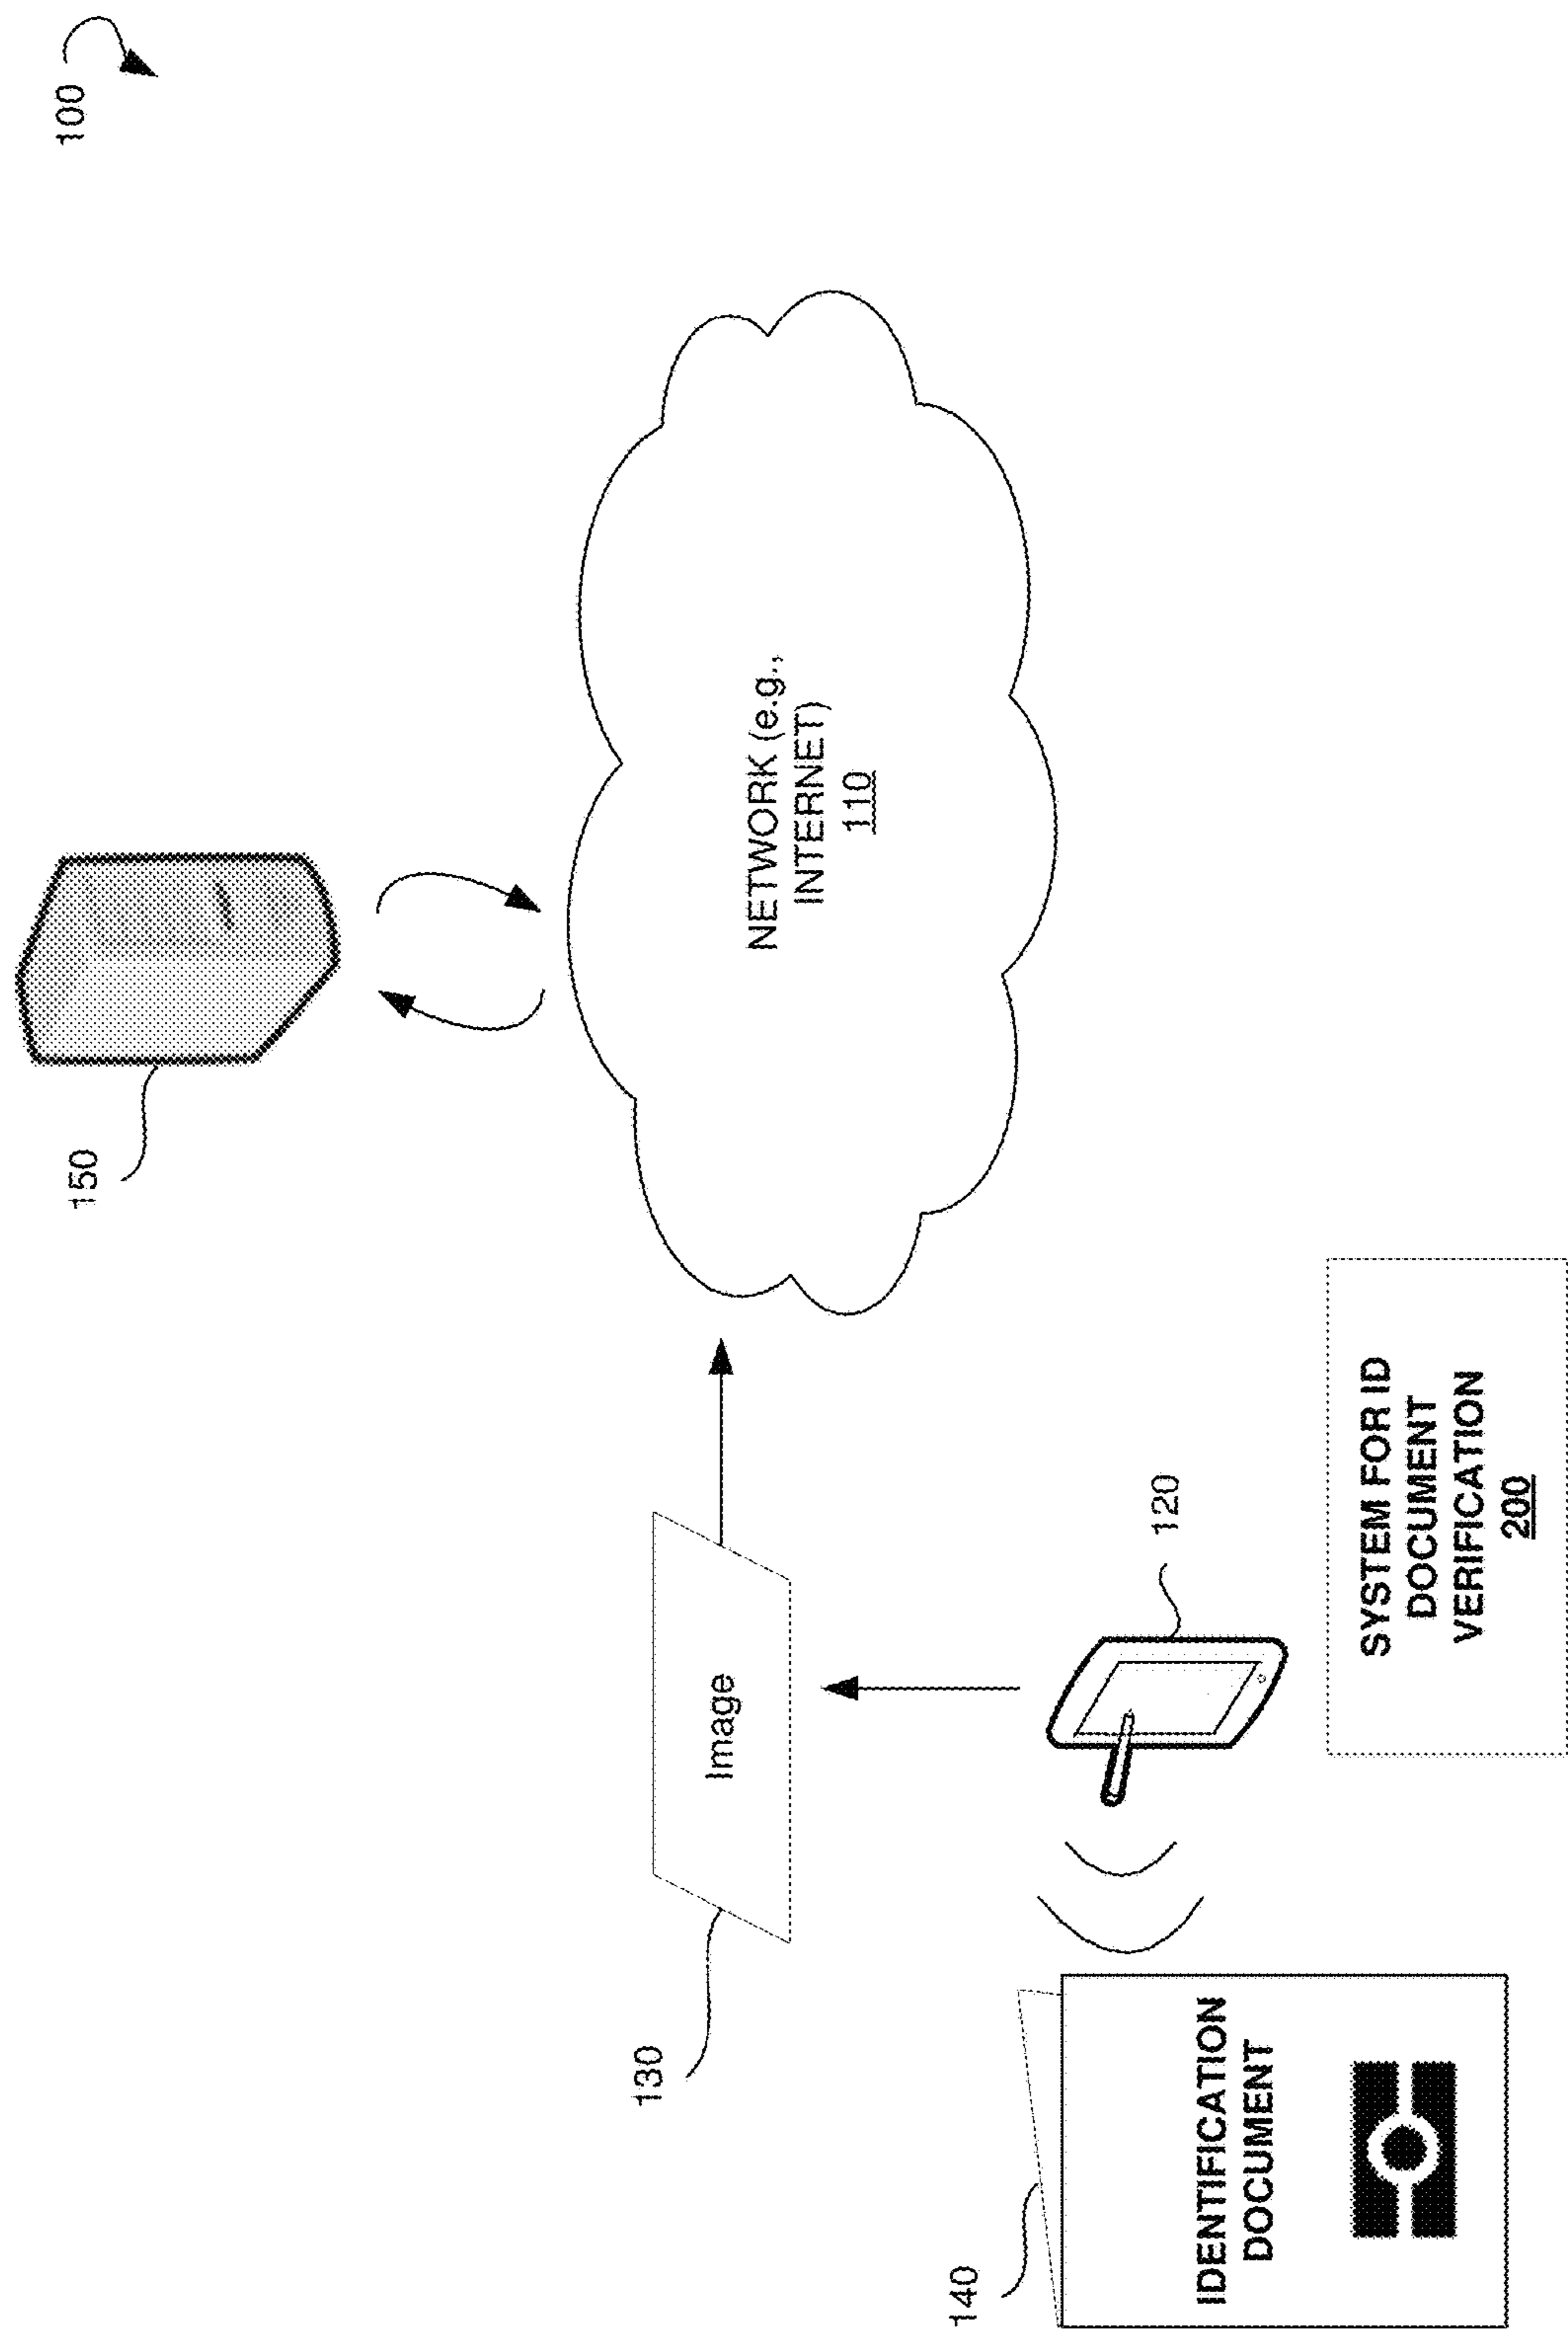 100
150
NETWORK (e.g.,
INTERNET)
110
130
Image
120
140
IDENTIFICATION
DOCUMENT
SYSTEM FOR ID
DOCUMENT
VERIFICATION
200